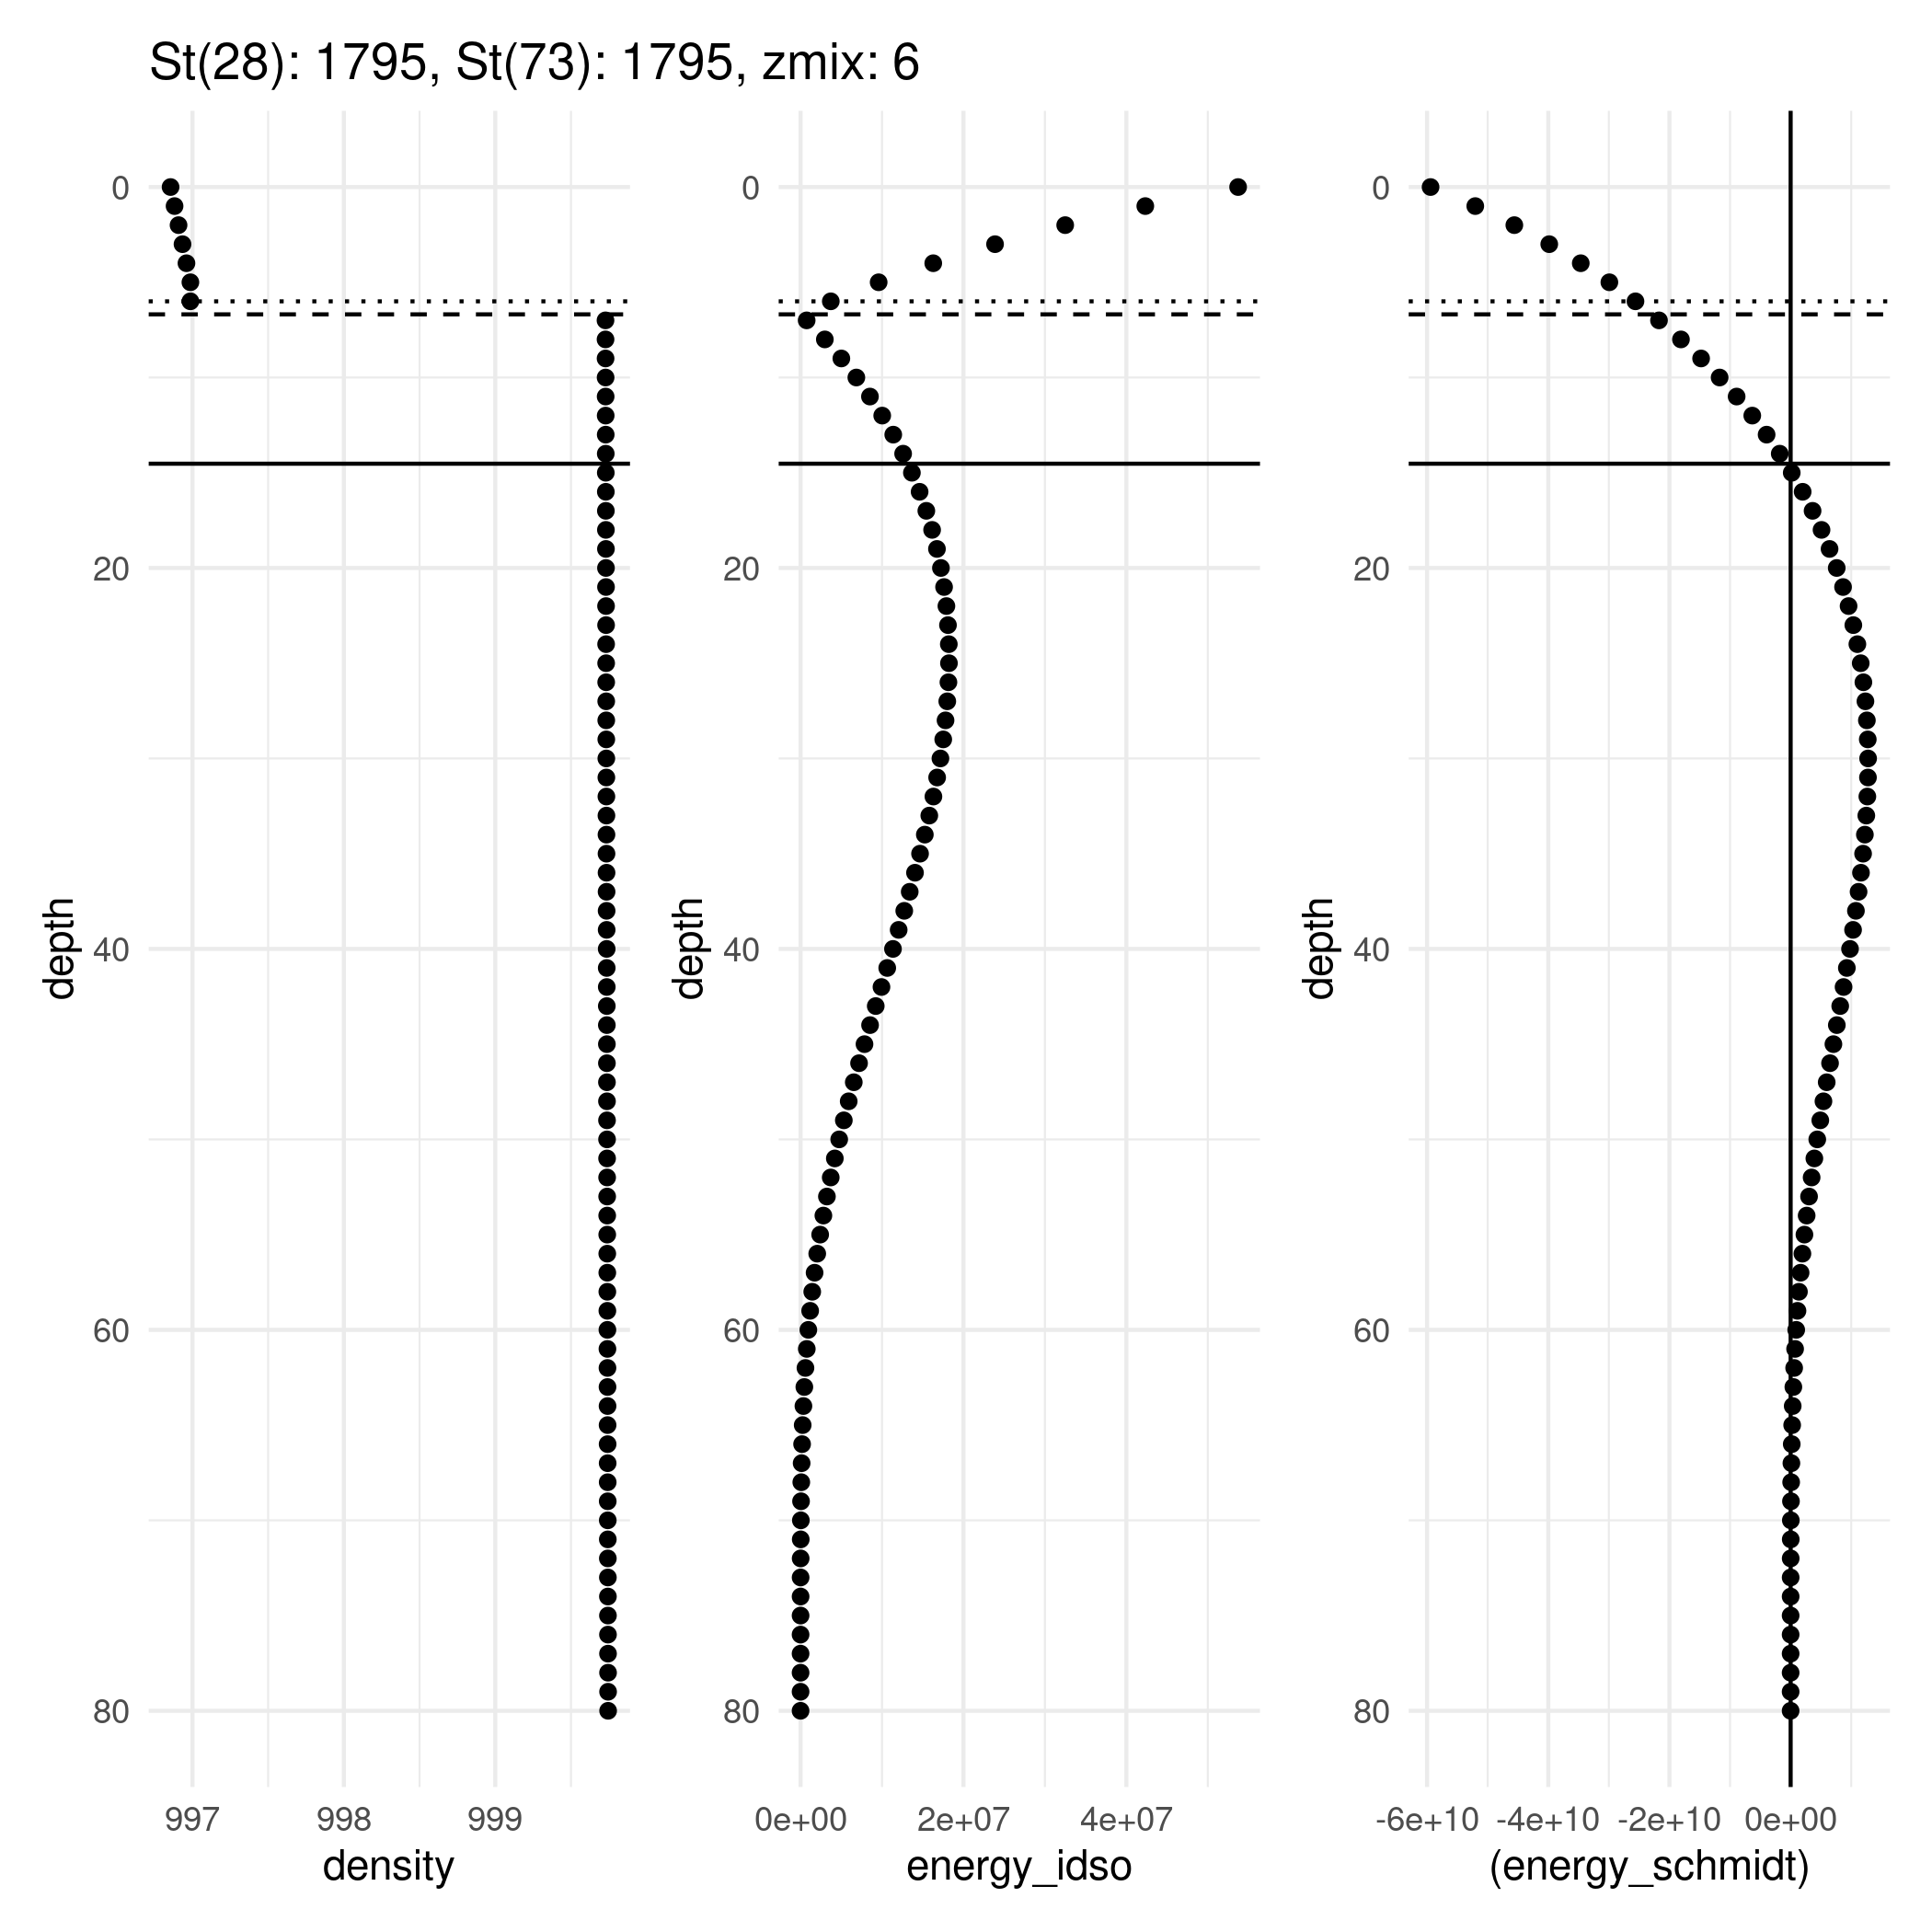 St(28): 1795, St(73): 1795, zmix: 6
depth
0
20
40
60
80
997 998 999
density
depth
0
20
40
60
80
0e+00 2e+07 4e+07
energy_idso
depth
0
20
40
60
80
-6e+10 -4e+10 -2e+10 0e+00
(energy_schmidt)